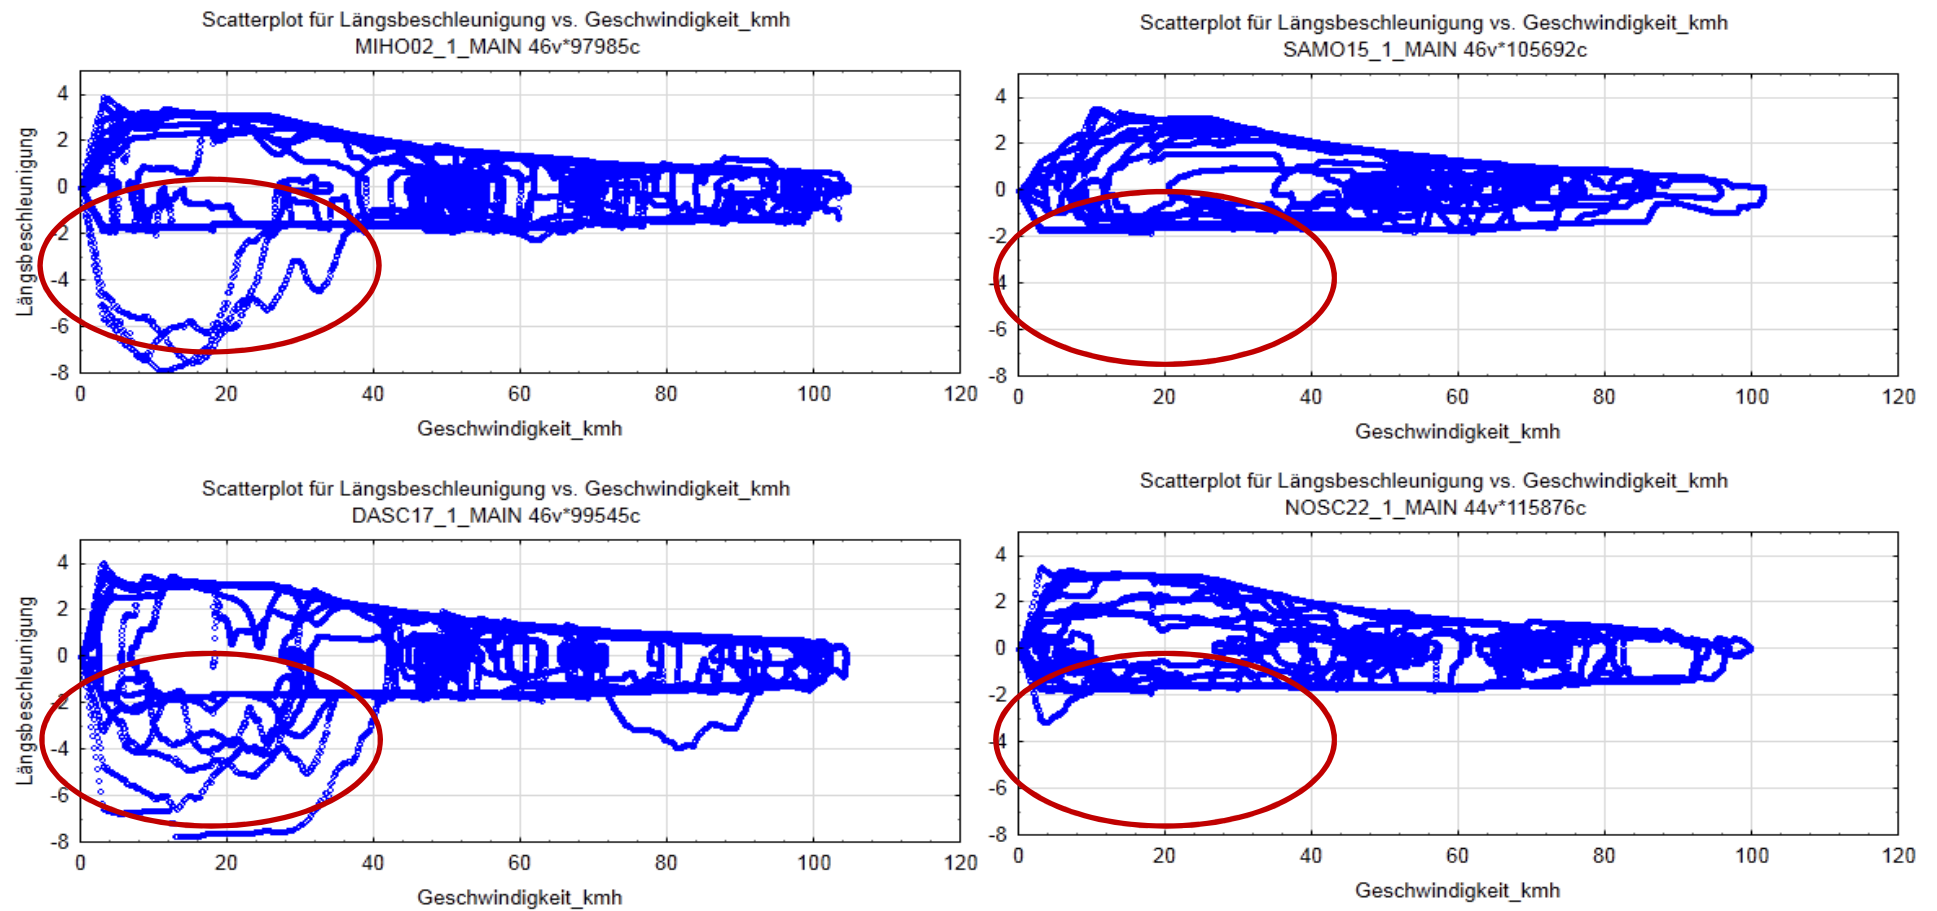 Scatterplot für Längsbeschleunigung vs. Geschwindigkeit_kmh
MIHO02_1_MAIN 46v*97985c
4
2
0
-2
-4
-6
-8
Längsbeschleunigung
0 20 40 60 80 100 120
Geschwindigkeit_kmh
Scatterplot für Längsbeschleunigung vs. Geschwindigkeit_kmh
SAMO15_1_MAIN 46v*105692c
4
2
0
-2
-4
-6
-8
0 20 40 60 80 100 120
Geschwindigkeit_kmh
Scatterplot für Längsbeschleunigung vs. Geschwindigkeit_kmh
DASC17_1_MAIN 46v*99545c
4
2
0
-2
-4
-6
-8
Längsbeschleunigung
0 20 40 60 80 100 120
Geschwindigkeit_kmh
Scatterplot für Längsbeschleunigung vs. Geschwindigkeit_kmh
NOSC22_1_MAIN 44v*115876c
4
2
0
-2
-4
-6
-8
0 20 40 60 80 100 120
Geschwindigkeit_kmh